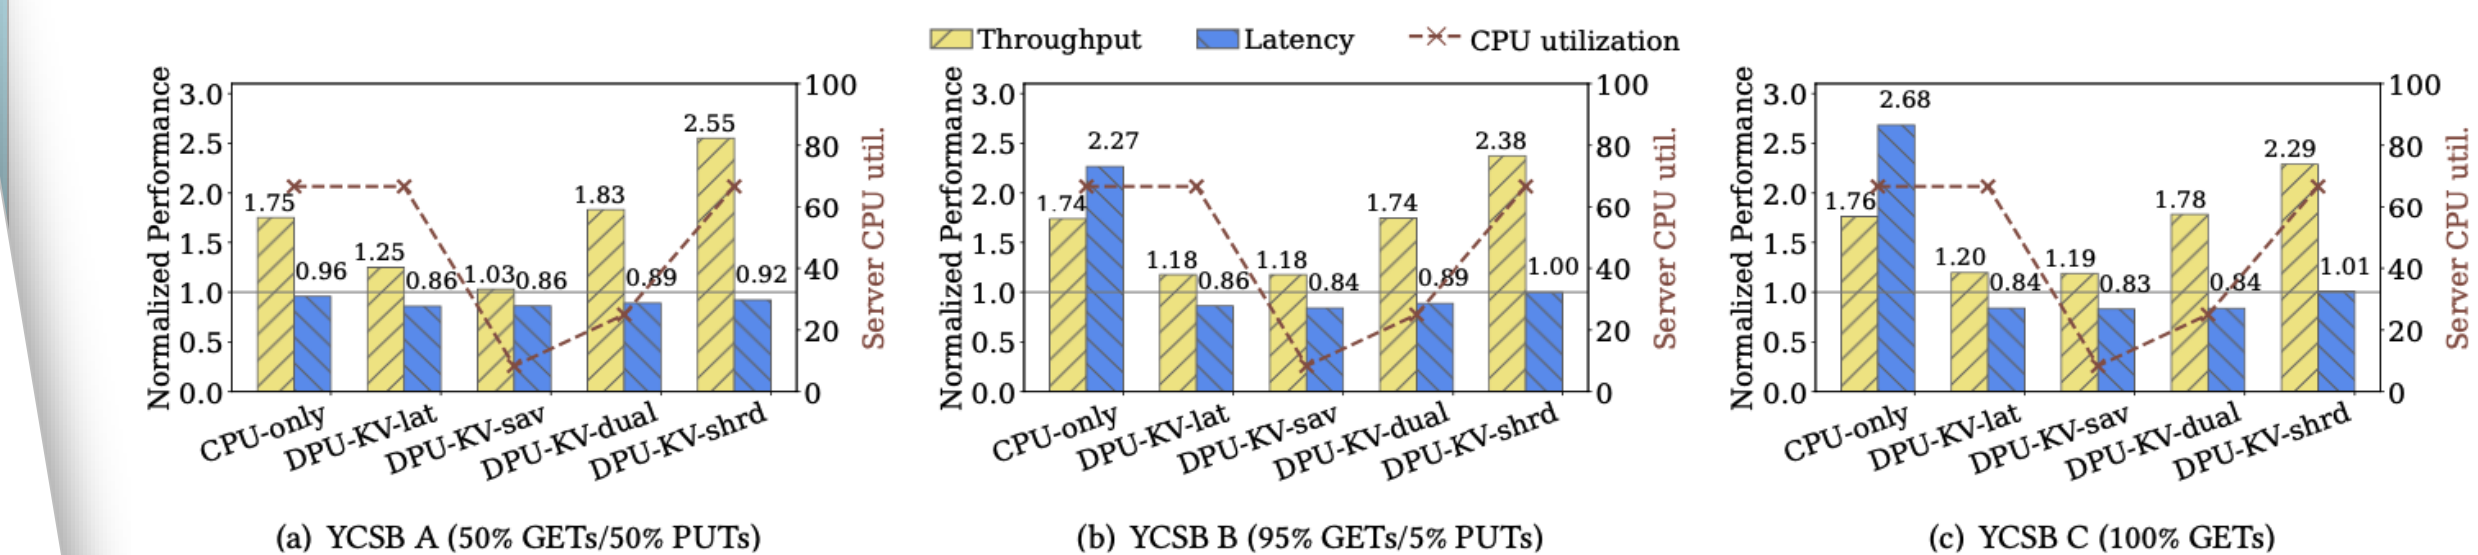 Throughput Latency CPU utilization
Normalized Performance
3.0
2.5
2.0
1.5
1.0
0.5
0.0
1.75
0.96
1.25
0.86
1.03
0.86
1.83
0.89
2.55
0.92
100
80
60
40
20
0
Server CPU util.
CPU-only
DPU-KV-lat
DPU-KV-sav
DPU-KV-dual
DPU-KV-shrd
(a) YCSB A (50% GETs/50% PUTs)
Normalized Performance
3.0
2.5
2.0
1.5
1.0
0.5
0.0
1.74
2.27
1.18
0.86
1.18
0.84
1.74
0.89
2.38
1.00
100
80
60
40
20
0
Server CPU util.
CPU-only
DPU-KV-lat
DPU-KV-sav
DPU-KV-dual
DPU-KV-shrd
(b) YCSB B (95% GETs/5% PUTs)
Normalized Performance
3.0
2.5
2.0
1.5
1.0
0.5
0.0
1.76
2.68
1.20
0.84
1.19
0.83
1.78
0.84
2.29
1.01
100
80
60
40
20
0
Server CPU util.
CPU-only
DPU-KV-lat
DPU-KV-sav
DPU-KV-dual
DPU-KV-shrd
(c) YCSB C (100% GETs)